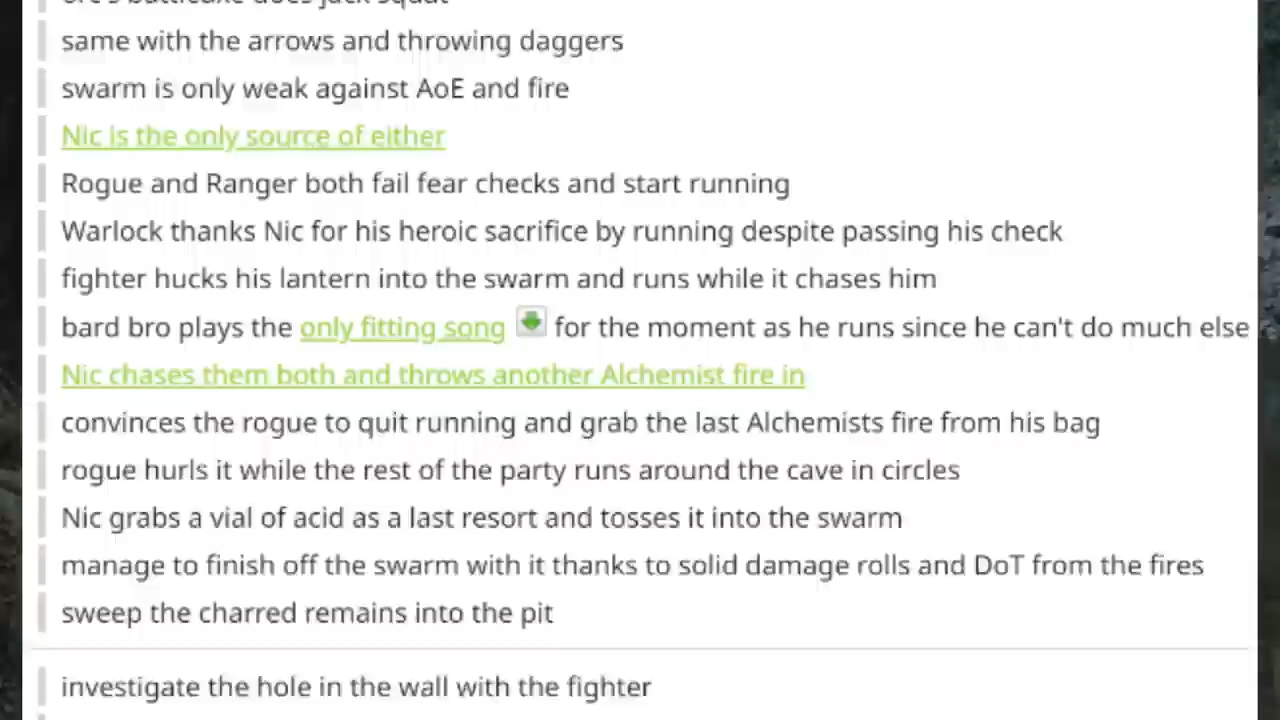 same with the arrows and throwing daggers
swarm is only weak against AoE and fire
Nic is the only source of either
Rogue and Ranger both fail fear checks and start running
Warlock thanks Nic for his heroic sacrifice by running despite passing his check
fighter hucks his lantern into the swarm and runs while it chases him
bard bro plays the only fitting song for the moment as he runs since he can't do much else
Nic chases them both and throws another Alchemist fire in
convinces the rogue to quit running and grab the last Alchemists fire from his bag
rogue hurls it while the rest of the party runs around the cave in circles
Nic grabs a vial of acid as a last resort and tosses it into the swarm
manage to finish off the swarm with it thanks to solid damage rolls and DoT from the fires
sweep the charred remains into the pit
investigate the hole in the wall with the fighter